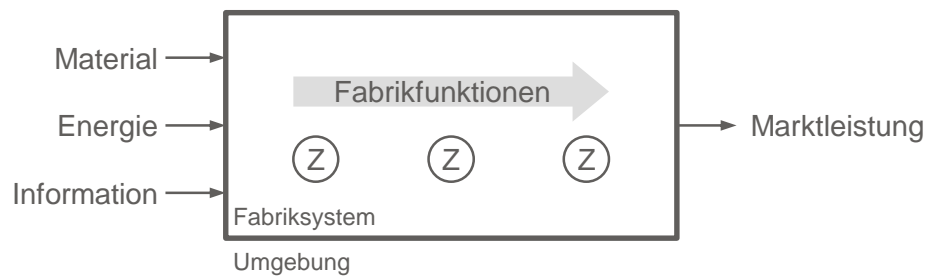 Material
Fabrikfunktionen
Energie
Marktleistung
Z Z Z
Information
Fabriksystem
Umgebung